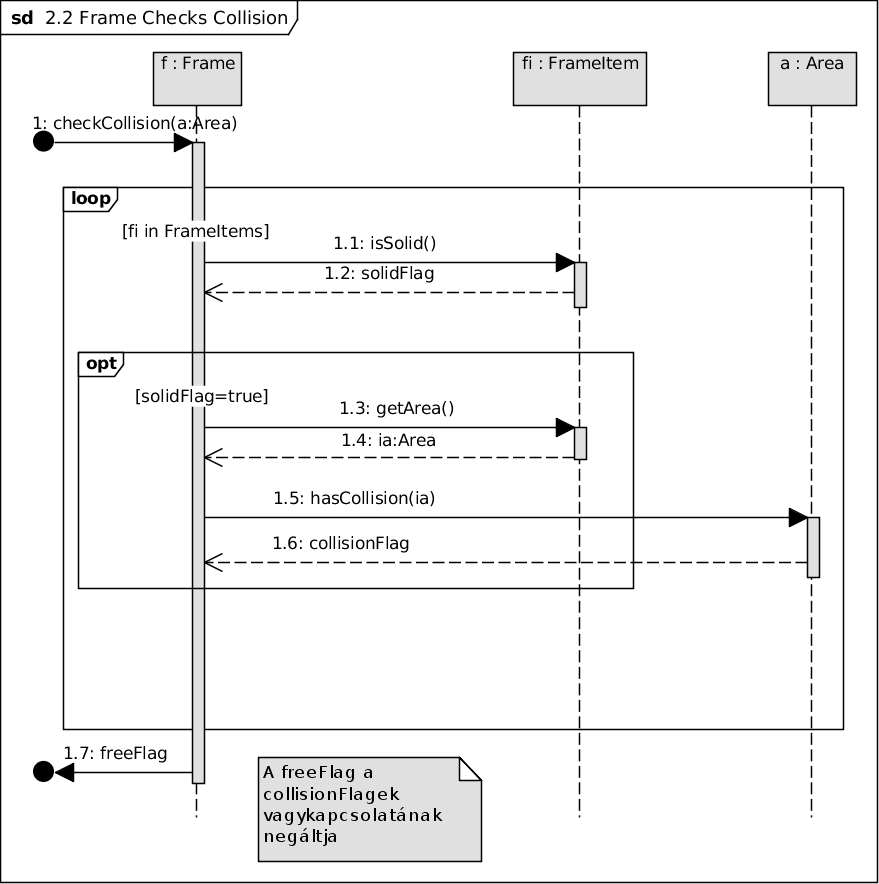 sd 2.2 Frame Checks Collision
f : Frame
fi : FrameItem
a : Area
1: checkCollision(a:Area)
loop
[fi in FrameItems]
1.1: isSolid()
1.2: solidFlag
opt
[solidFlag=true]
1.3: getArea()
1.4: ia:Area
1.5: hasCollision(ia)
1.6: collisionFlag
1.7: freeFlag
A freeFlag a
collisionFlagek
vagykapcsolatának
negáltja